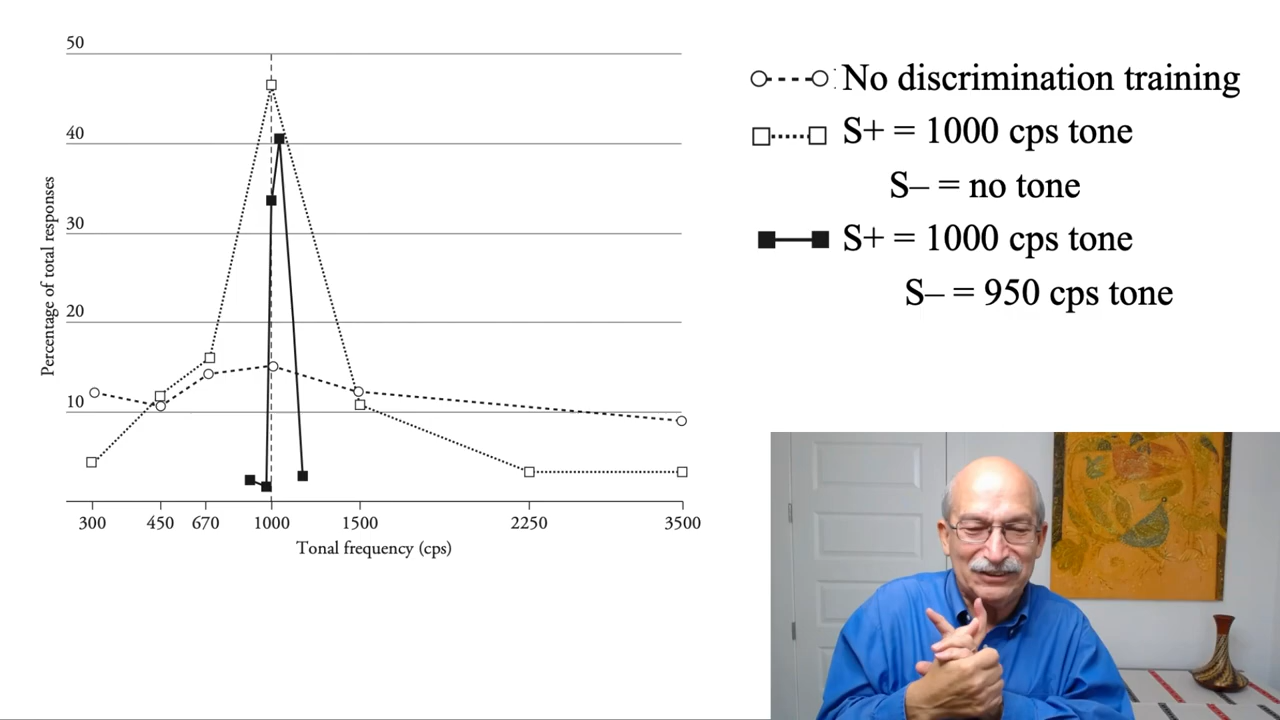 50
40
30
20
10
Percentage of total responses
300 450 670 1000 1500 2250 3500
Tonal frequency (cps)
No discrimination training
S+ = 1000 cps tone
S– = no tone
S+ = 1000 cps tone
S– = 950 cps tone